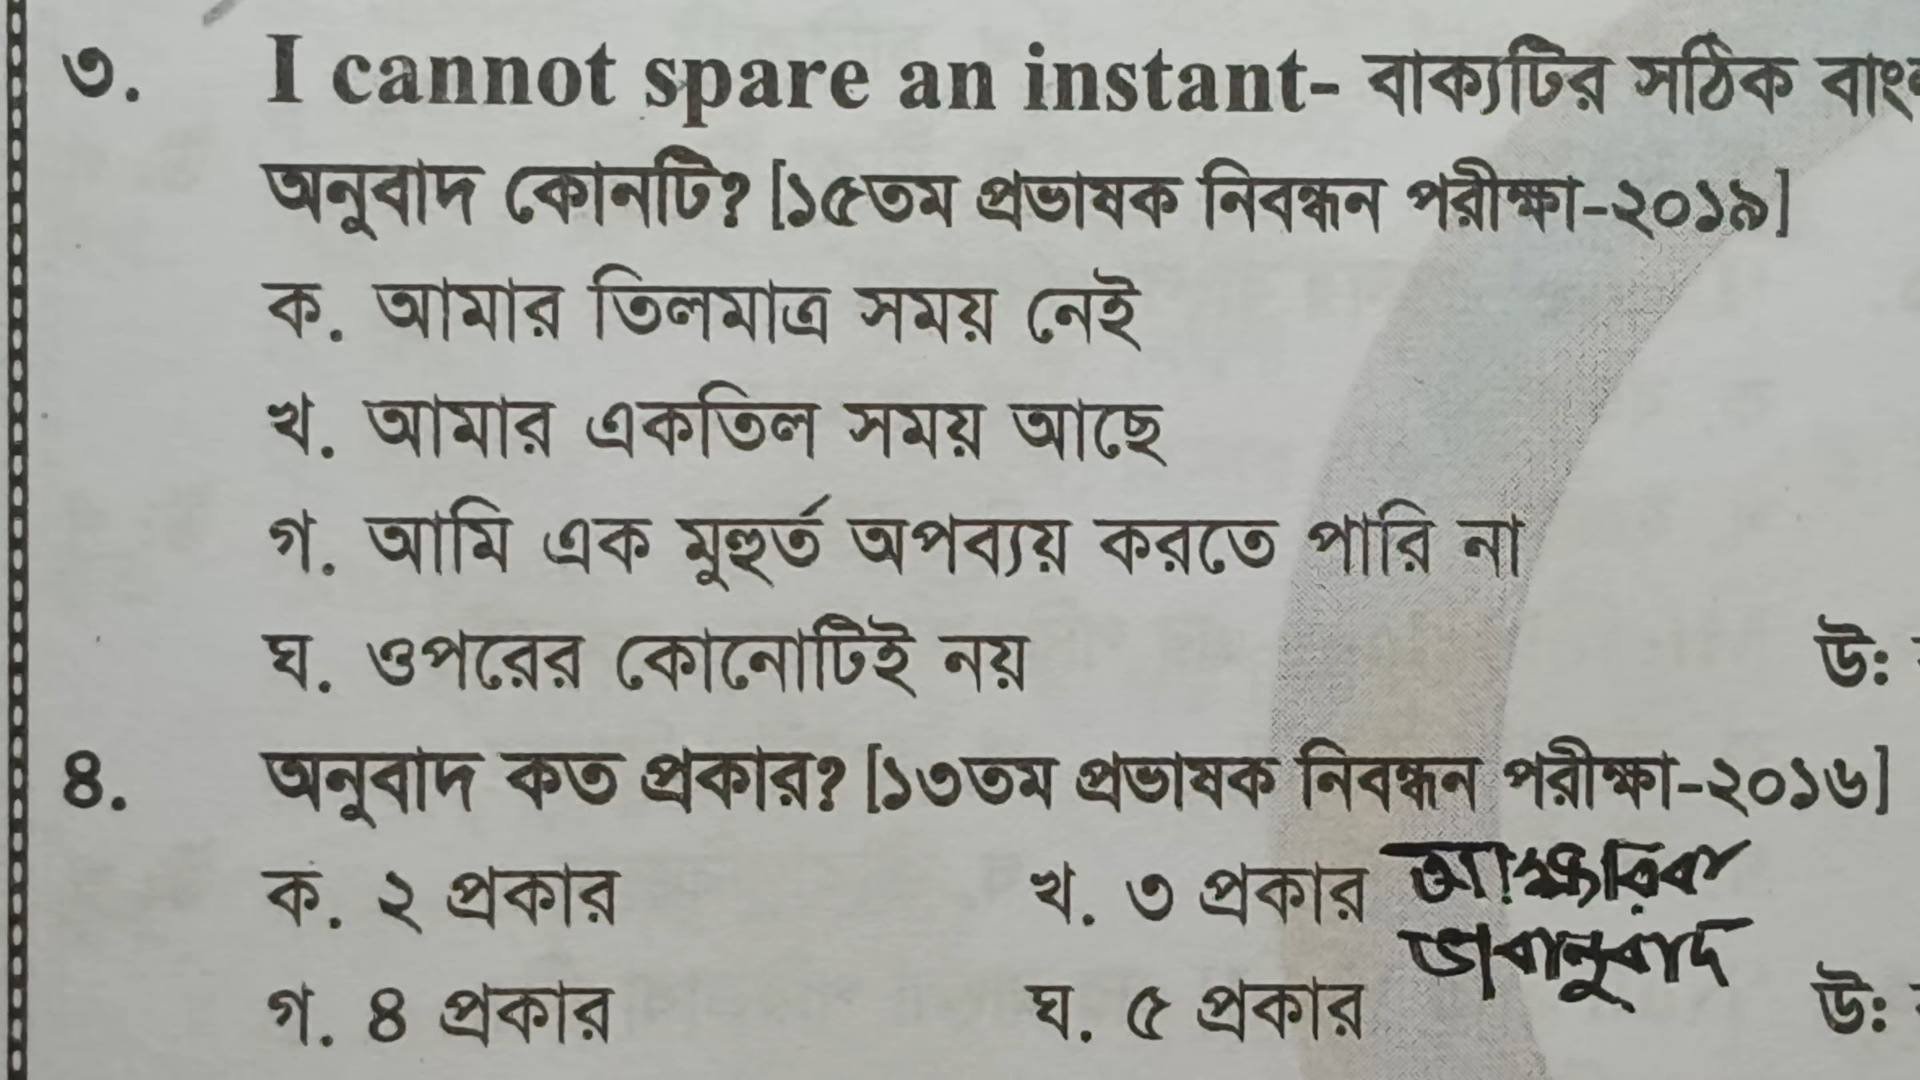 ৩. I cannot spare an instant- বাক্যটির সঠিক
অনুবাদ কোনটি? [১৫তম প্রভাষক নিবন্ধন পরীক্ষা-২০১৯]
ক. আমার তিলমাত্র সময় নেই
খ. আমার একতিল সময় আছে
গ. আমি এক মুহুর্ত অপব্যয় করতে পারি না
ঘ. ওপরের কোনোটিই নয় উ:
৪. অনুবাদ কত প্রকার? [১৩তম প্রভাষক নিবন্ধন পরীক্ষা-২০১৬]
ক. ২ প্রকার খ. ৩ প্রকার আক্ষরিক
ভাবানুবাদ
গ. ৪ প্রকার ঘ. ৫ প্রকার উ: